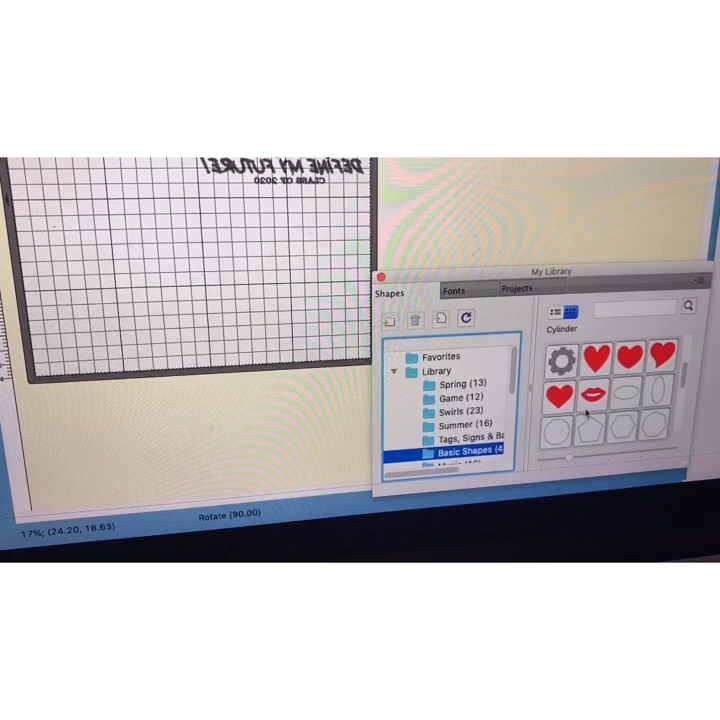 DEFINE MY FUTURE!
CLASS OF 2020
My Library
Shapes
Fonts
Projects
Cylinder
Favorites
Library
Spring (13)
Game (12)
Swirls (23)
Summer (16)
Tags, Signs & Ba
Basic Shapes (4
17%; (24.20, 18.63)
Rotate (90.00)